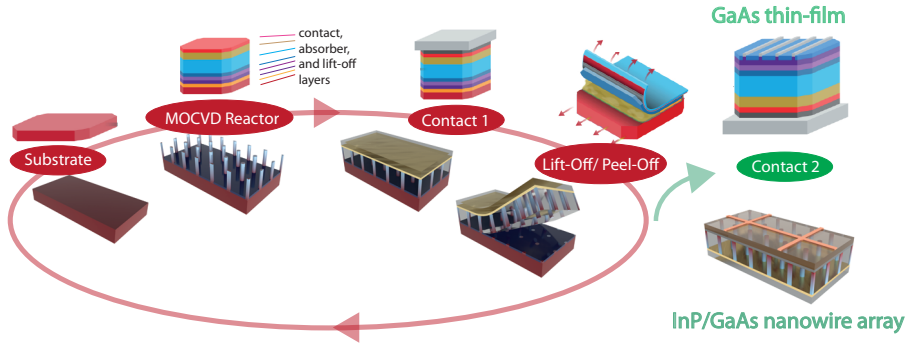 GaAs thin-film
contact,
absorber,
and lift-off
layers
MOCVD Reactor
Contact 1
Substrate
Lift-Off/ Peel-Off
Contact 2
InP/GaAs nanowire array